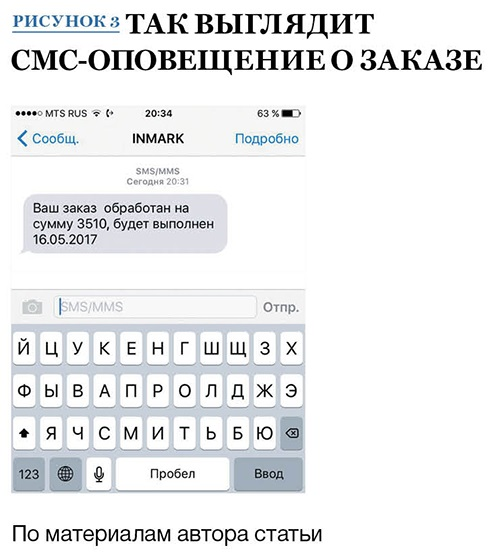 РИСУНОК 3 ТАК ВЫГЛЯДИТ
СМС-ОПОВЕЩЕНИЕ О ЗАКАЗЕ
MTS RUS 20:34 63 %
Сообщ. INMARK Подробно
SMS/MMS
Сегодня 20:31
Ваш заказ обработан на
сумму 3510, будет выполнен
16.05.2017
SMS/MMS Отпр.
Й Ц У К Е Н Г Ш Щ З Х
Ф Ы В А П Р О Л Д Ж Э
Я Ч С М И Т Ь Б Ю
123 Пробел Ввод
По материалам автора статьи